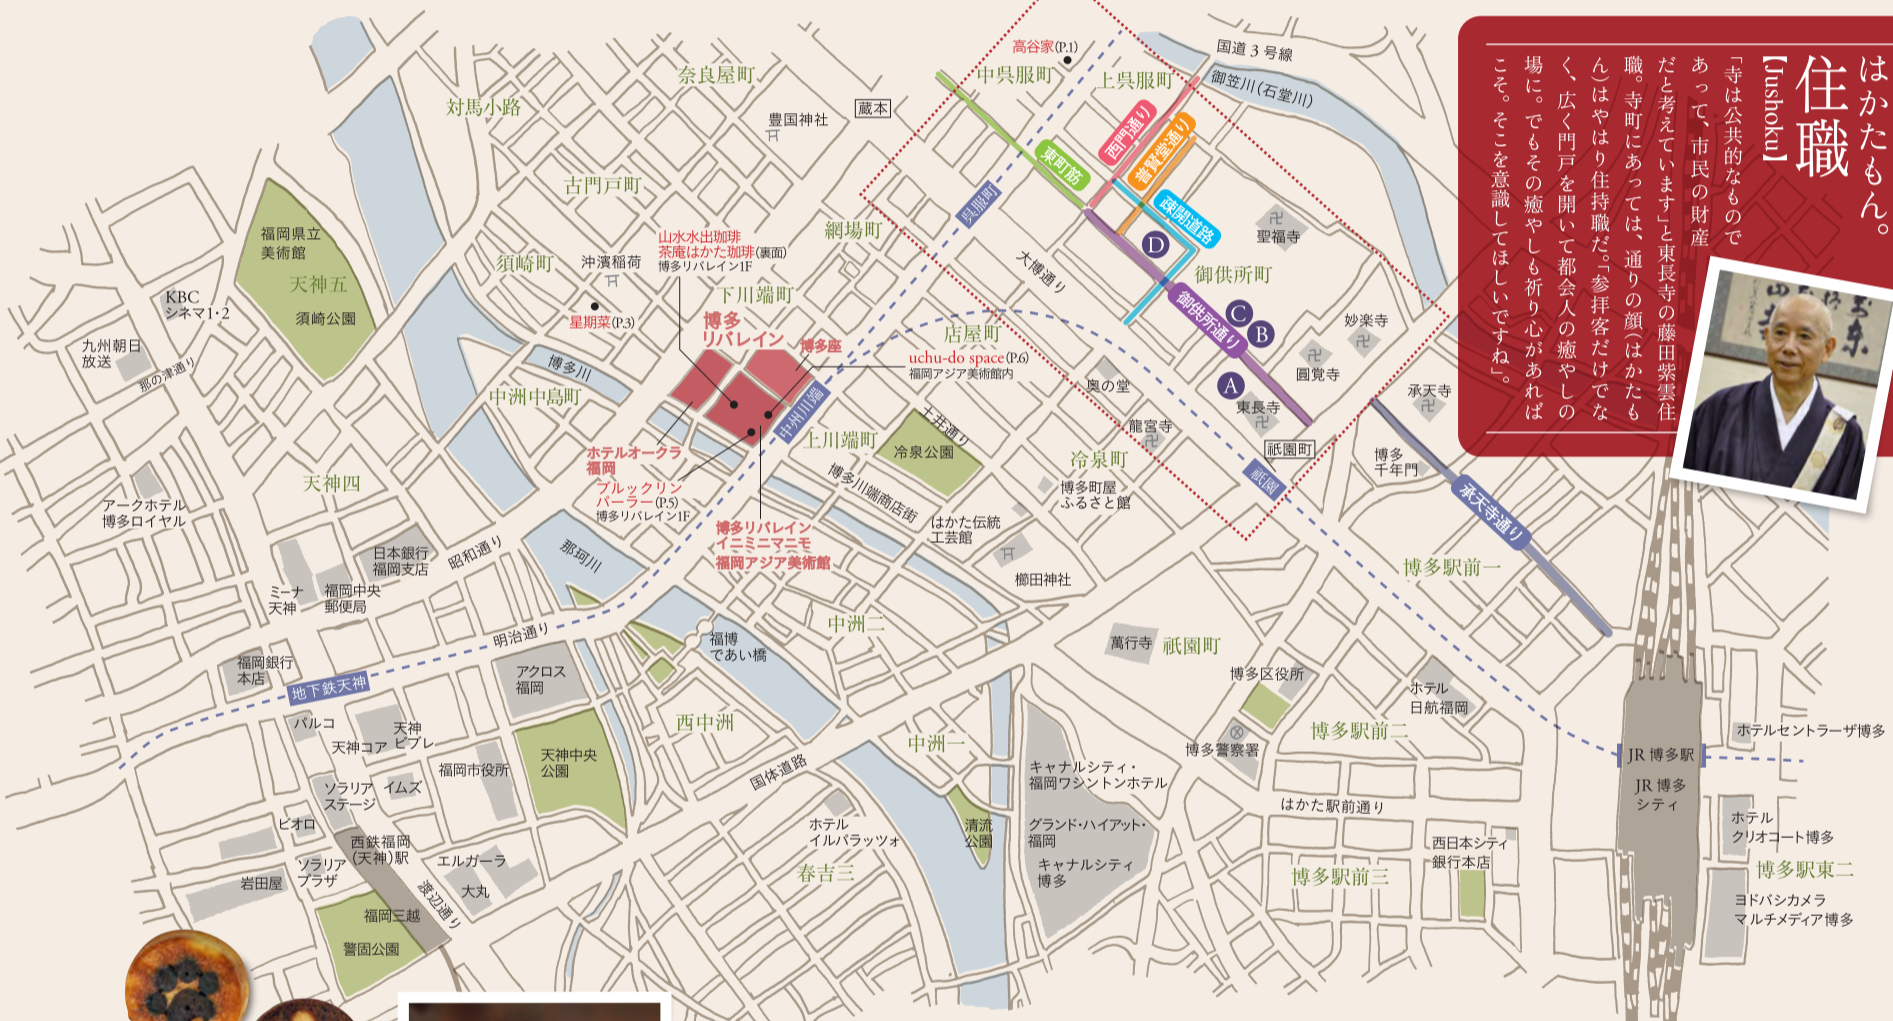 はかたもん。
住職
【Jushoku】
「寺は公共的なもので
あって、市民の財産
だと考えています」と東長寺の藤田紫雲住
職。寺町にあっては、通りの顔（はかたも
ん）はやはり住持職だ。「参拝客だけでな
く、広く門戸を開いて都会人の癒やしの
場に。でもその癒やしも祈り心があれば
こそ。そこを意識してほしいですね」。
国道3号線
御笠川（石堂川）
高谷家(P.1)
中呉服町
上呉服町
西門通り
普賢堂通り
東町筋
疎開道路
呉服町
聖福寺
D
御供所町
大博通り
御供所通り
C
B
A
妙楽寺
圓覚寺
東長寺
承天寺
祇園町
博多
千年門
承天寺通り
祇園
奥の堂
龍宮寺
冷泉町
博多町屋
ふるさと館
奈良屋町
対馬小路
豊国神社
蔵本
古門戸町
網場町
山水水出珈琲
茶庵はかた珈琲(裏面)
博多リバレイン1F
須崎町
沖濱稲荷
下川端町
星期菜(P.3)
博多
リバレイン
博多座
店屋町
uchu-do space(P.6)
福岡アジア美術館内
中洲川端
上川端町
土井通り
冷泉公園
博多川端商店街
はかた伝統
工芸館
櫛田神社
福岡県立
美術館
天神五
須崎公園
KBC
シネマ1・2
九州朝日
放送
那の津通り
博多川
中洲中島町
ホテルオークラ
福岡
ブルックリン
パーラー(P.5)
博多リバレイン1F
博多リバレイン
イニミニマニモ
福岡アジア美術館
天神四
アークホテル
博多ロイヤル
日本銀行
福岡支店
昭和通り
那珂川
ミーナ
天神
福岡中央
郵便局
明治通り
福岡銀行
本店
地下鉄天神
アクロス
福岡
福博
であい橋
中洲二
萬行寺
祇園町
博多駅前一
博多区役所
ホテル
日航福岡
パルコ
天神コア
天神
ビブレ
福岡市役所
天神中央
公園
西中洲
国体道路
中洲一
博多警察署
博多駅前二
JR 博多駅
JR 博多
シティ
ホテルセントラーザ博多
ソラリア
ステージ
イムズ
ビオロ
西鉄福岡
(天神)駅
ソラリア
プラザ
エルガーラ
大丸
岩田屋
渡辺通り
福岡三越
警固公園
ホテル
イルパラッツォ
春吉三
清流
公園
キャナルシティ・
福岡ワシントンホテル
グランド・ハイアット・
福岡
キャナルシティ
博多
はかた駅前通り
西日本シティ
銀行本店
博多駅前三
ホテル
クリオコート博多
博多駅東二
ヨドバシカメラ
マルチメディア博多